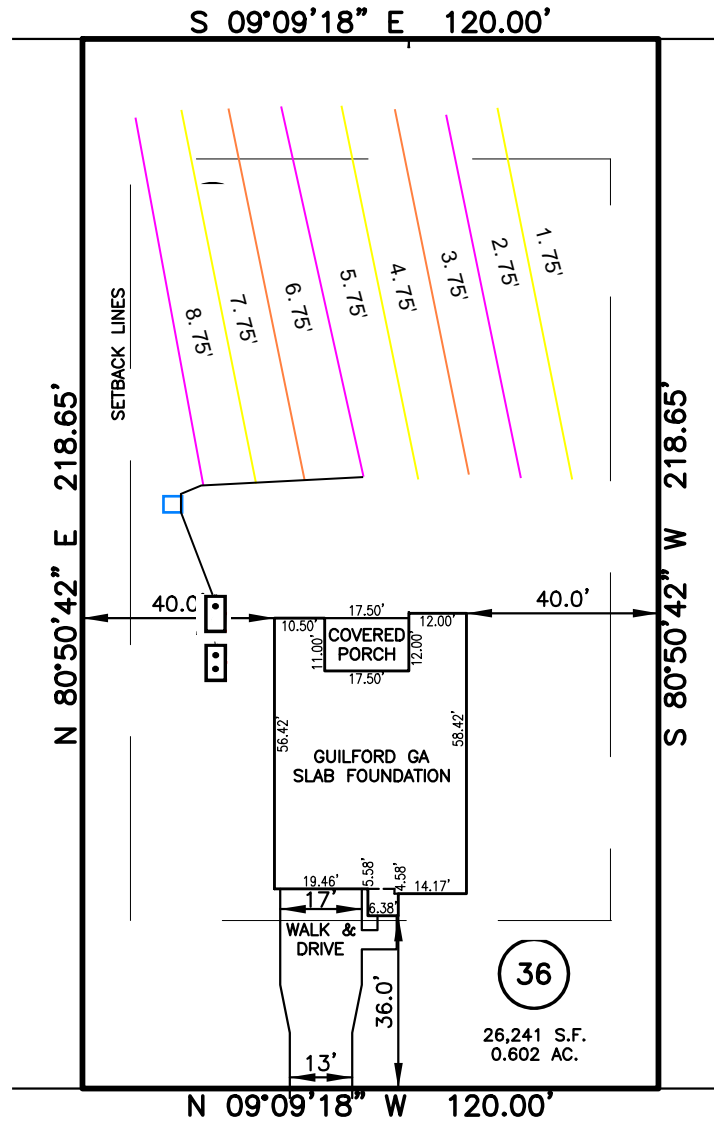 S 09°09'18" E 120.00'
1.75'
2.75'
3.75'
4.75'
5.75'
6.75'
7.75'
8.75'
SETBACK LINES
N 80°50'42" E 218.65'
S 80°50'42" W 218.65'
40.0
40.0'
17.50'
10.50'
12.00'
COVERED
PORCH
11.00'
12.00'
17.50'
56.42'
58.42'
GUILFORD GA
SLAB FOUNDATION
19.46'
5.58'
4.58'
14.17'
17'
6.38'
WALK &
DRIVE
36.0'
36
26,241 S.F.
0.602 AC.
13'
N 09°09'18" W 120.00'